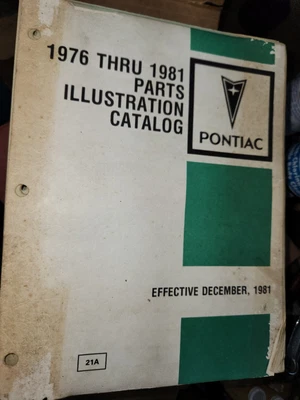 1976 THRU 1981
PARTS
ILLUSTRATION
CATALOG
PONTIAC
EFFECTIVE DECEMBER, 1981
21A